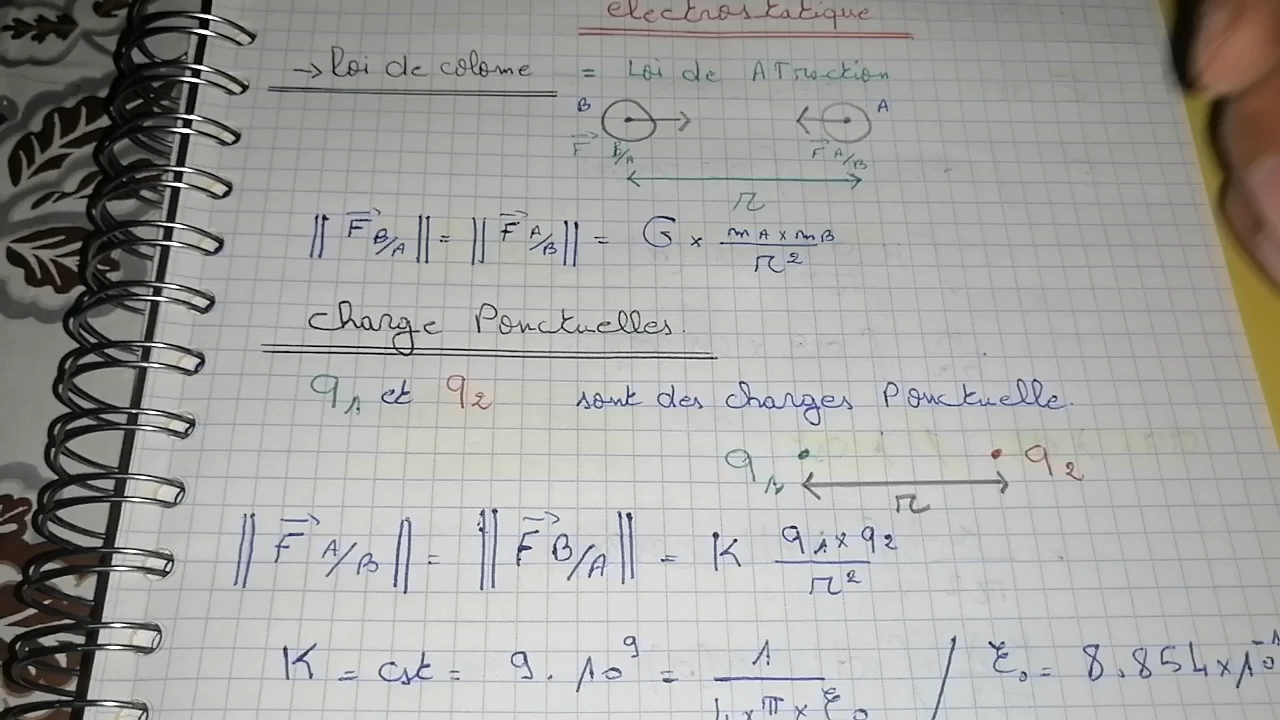 electrostatique
→ loi de colome = Loi de ATraction
B A
F B/A F A/B
r
|| F B/A || = || F A/B || = G × mA × mB / r²
Charge Ponctuelles.
q1 et q2 sont des charges Ponctuelle.
q1 q2
r
|| F A/B || = || F B/A || = K q1 × q2 / r²
K = cst = 9 . 10⁹ = 1 / 4 × π × ε0 / ε0 = 8.854 × 10